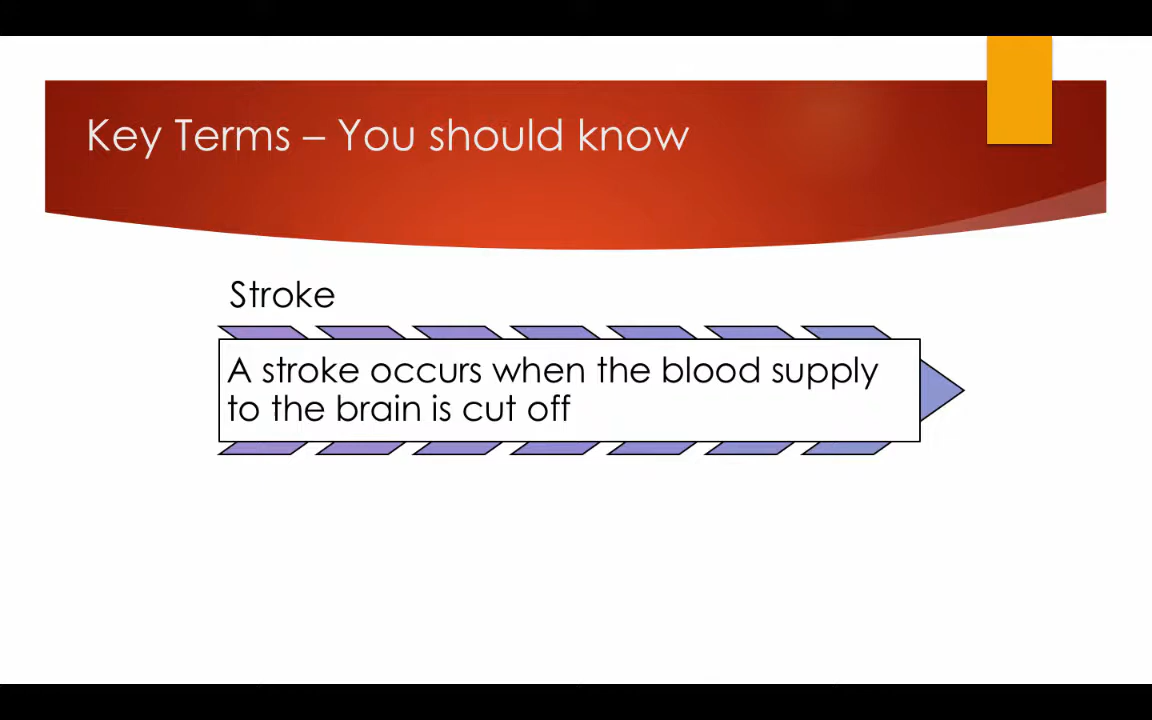 Key Terms – You should know
Stroke
A stroke occurs when the blood supply
to the brain is cut off